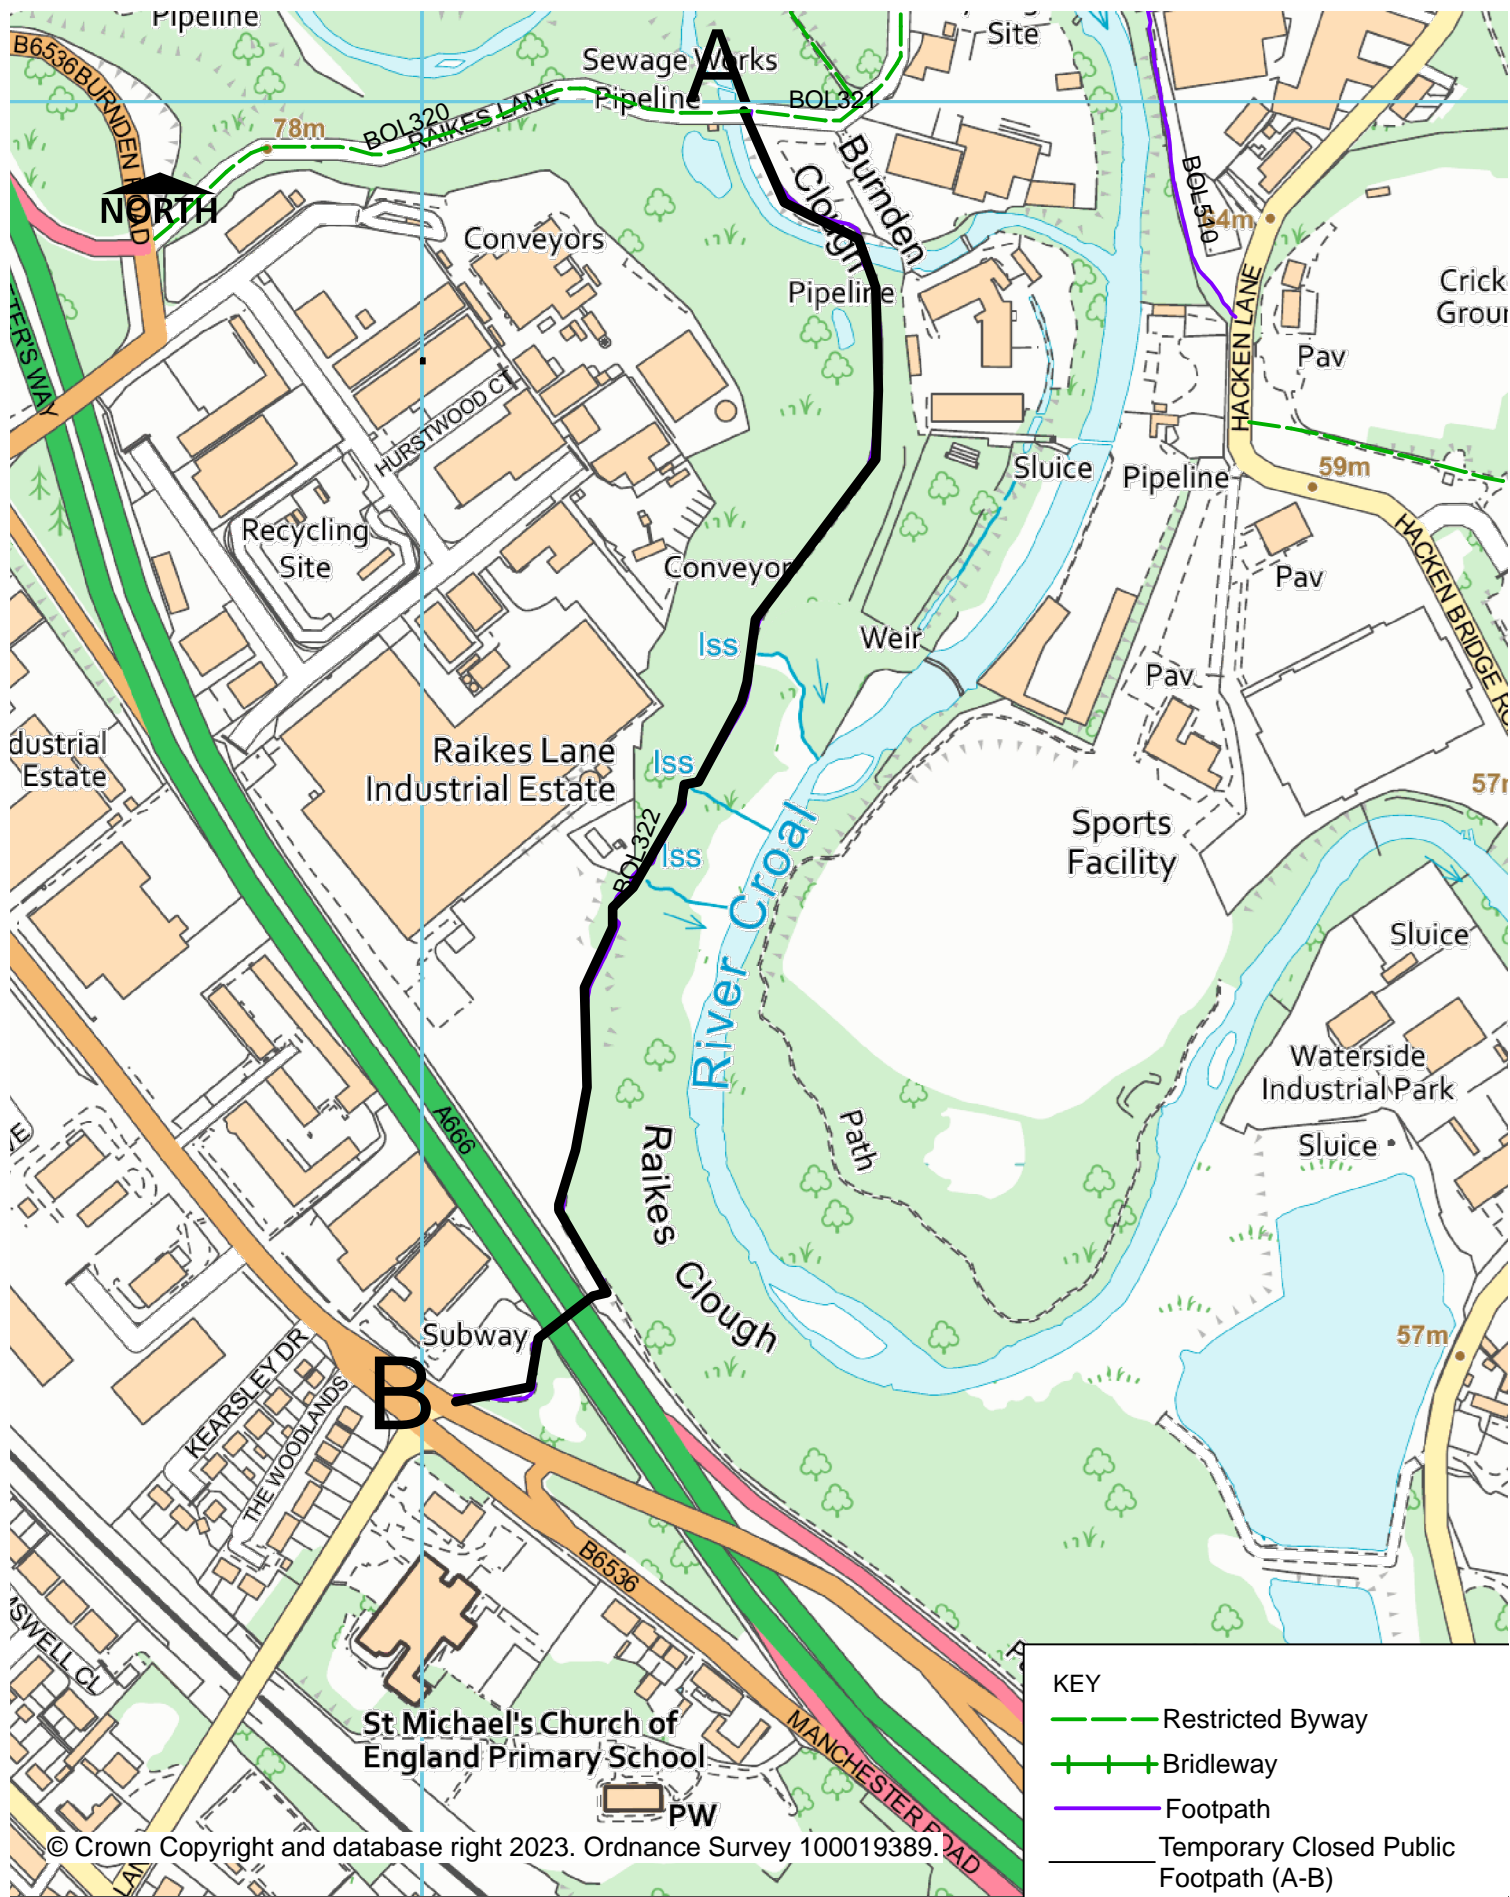 Pipeline
Site
B6536
BURNDEN ROAD
Sewage Works
A
Pipeline
BOL321
BOL320
RAIKES LANE
78m
NORTH
Burnden
Clough
BOL510
64m
Conveyors
Pipeline
HACKEN LANE
Pav
HURSTWOOD CT
Sluice
Pipeline
59m
Recycling
Site
Conveyor
HACKEN BRIDGE
Pav
Iss
Weir
Pav
Raikes Lane
Industrial Estate
Iss
Estate
57m
Sports
Facility
BOL322
Iss
River Croal
Sluice
Waterside
Industrial Park
Sluice
A666
Path
Raikes Clough
Subway
57m
B
KEARSLEY DR
THE WOODLANDS
B6536
St Michael's Church of
England Primary School
MANCHESTER ROAD
PW
© Crown Copyright and database right 2023. Ordnance Survey 100019389.
KEY
Restricted Byway
Bridleway
Footpath
Temporary Closed Public
Footpath (A-B)